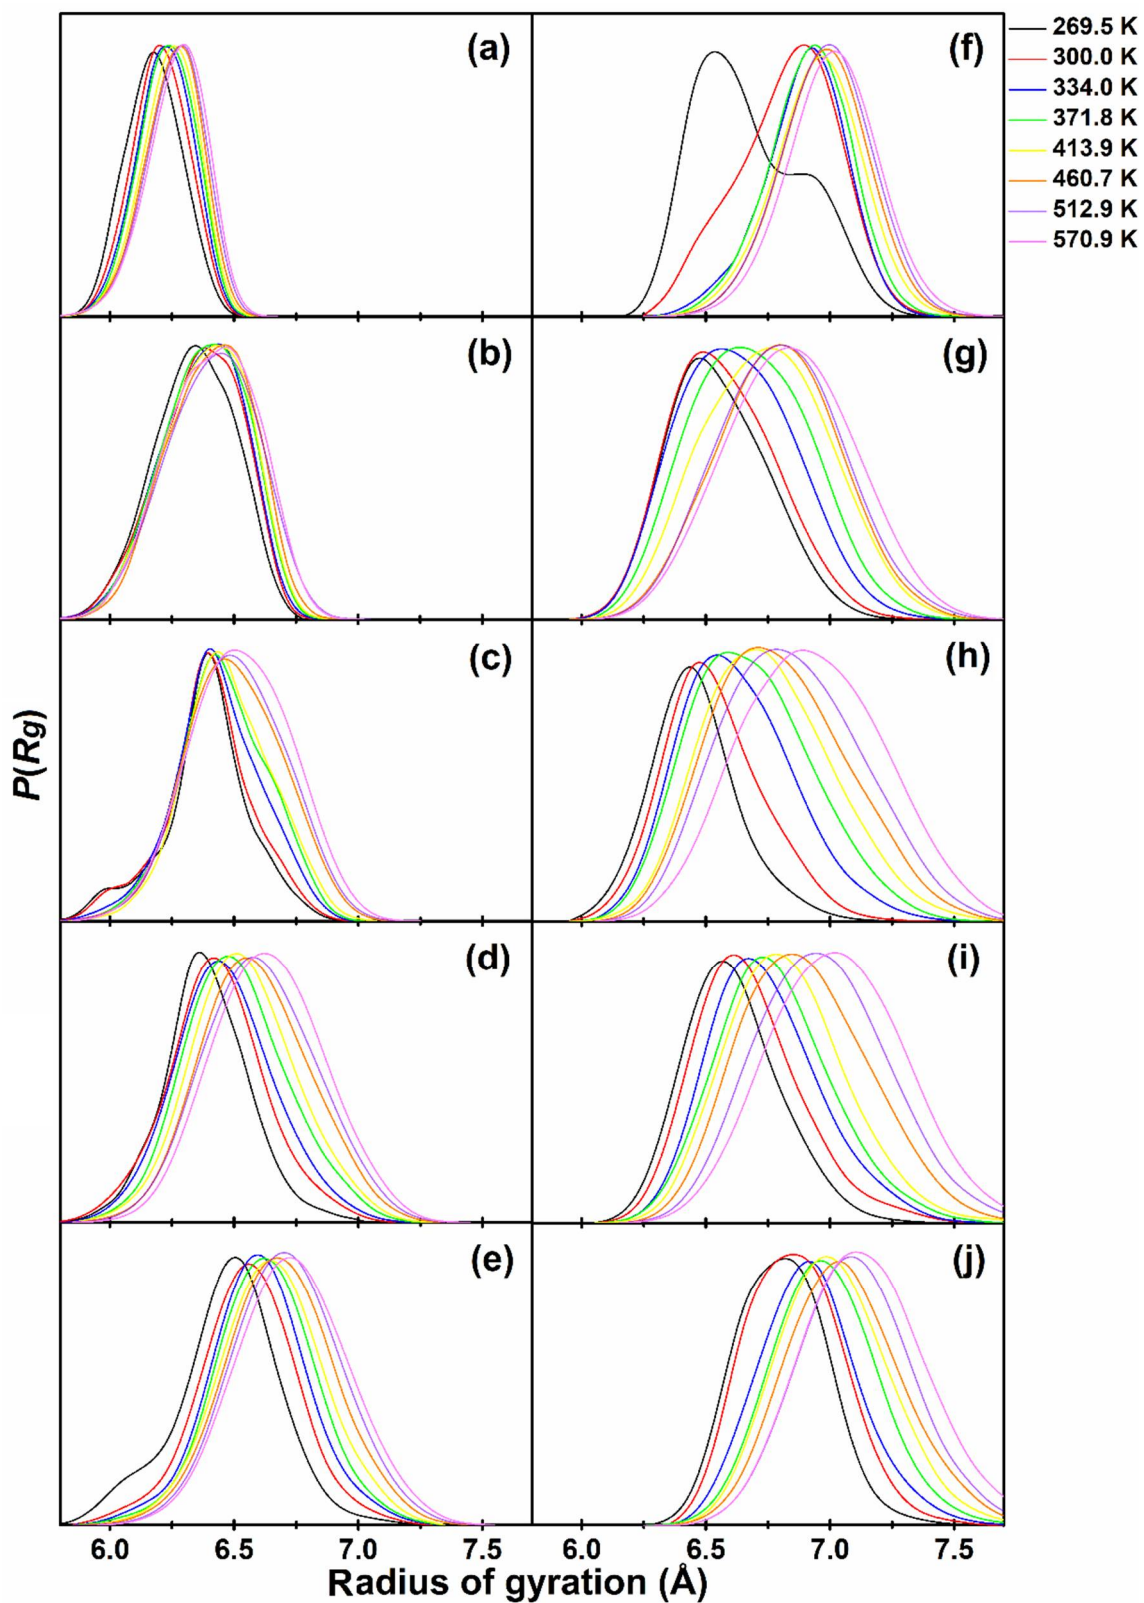 (a)
(f)
269.5 K
300.0 K
334.0 K
371.8 K
413.9 K
460.7 K
512.9 K
570.9 K
(b)
(g)
(c)
(h)
P(Rg)
(d)
(i)
(e)
(j)
6.0 6.5 7.0 7.5 6.0 6.5 7.0 7.5
Radius of gyration (Å)